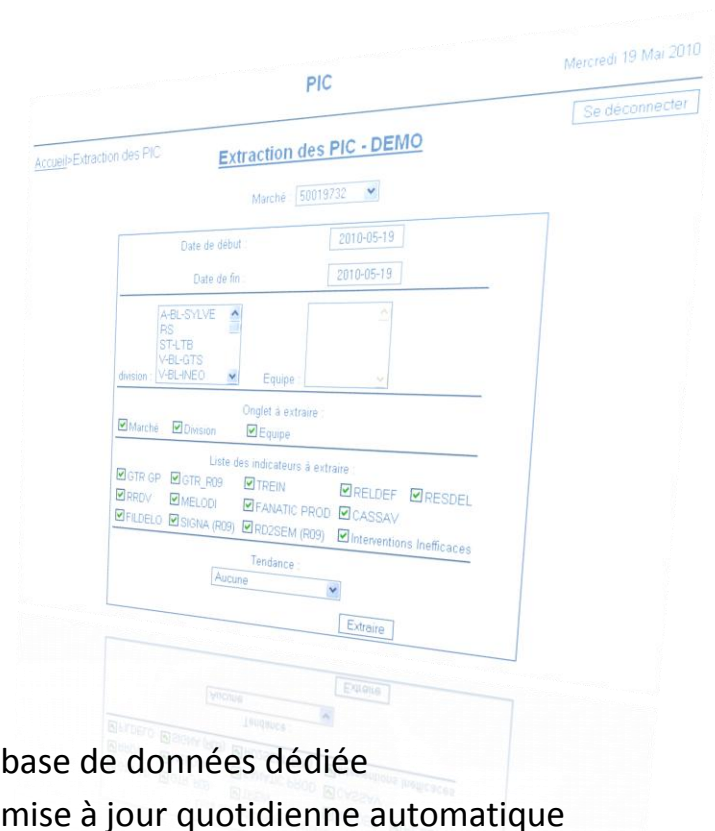 PIC
Mercredi 19 Mai 2010
Se déconnecter
Accueil>Extraction des PIC
Extraction des PIC - DEMO
Marché : 50019732
Date de début : 2010-05-19
Date de fin : 2010-05-19
A-BL-SYLVE
RS
ST-LTB
V-BL-GTS
division : V-BL-INEO
Equipe :
Onglet à extraire :
Marché Division Equipe
Liste des indicateurs à extraire
GTR GP GTR_R09 TREIN RELDEF RESDEL
RRDV MELODI FANATIC PROD CASSAV
FILDELO SIGNA (R09) RD2SEM (R09) Interventions Inefficaces
Tendance :
Aucune
Extraire
base de données dédiée
mise à jour quotidienne automatique